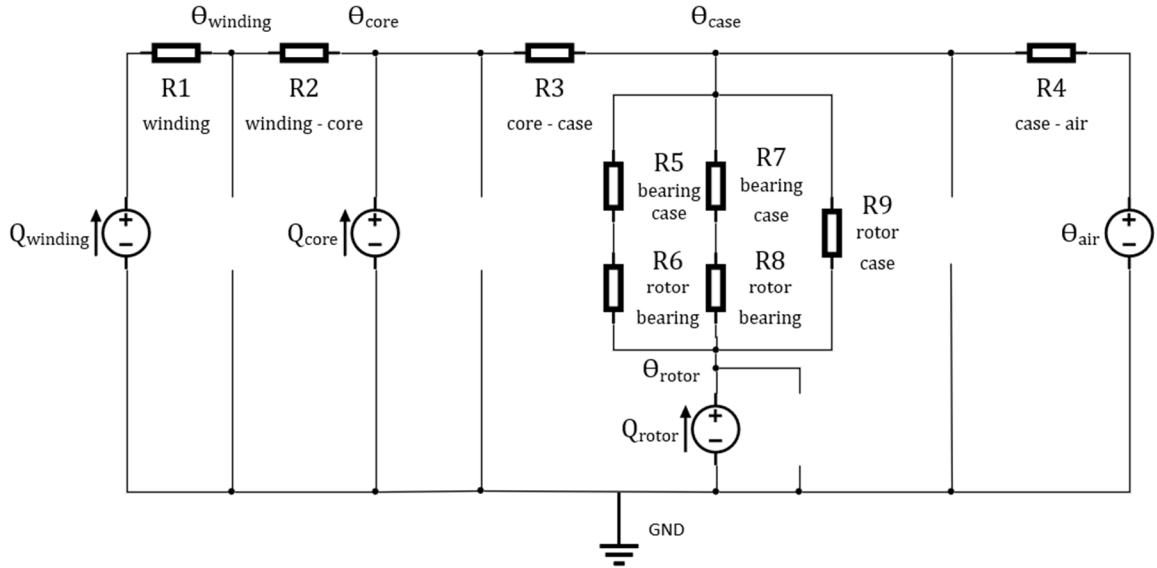 θwinding
θcore
θcase
R1
winding
R2
winding - core
R3
core - case
R4
case - air
R5
bearing
case
R7
bearing
case
R9
rotor
case
Qwinding
+
−
Qcore
+
−
θair
+
−
R6
rotor
bearing
R8
rotor
bearing
θrotor
Qrotor
+
−
GND